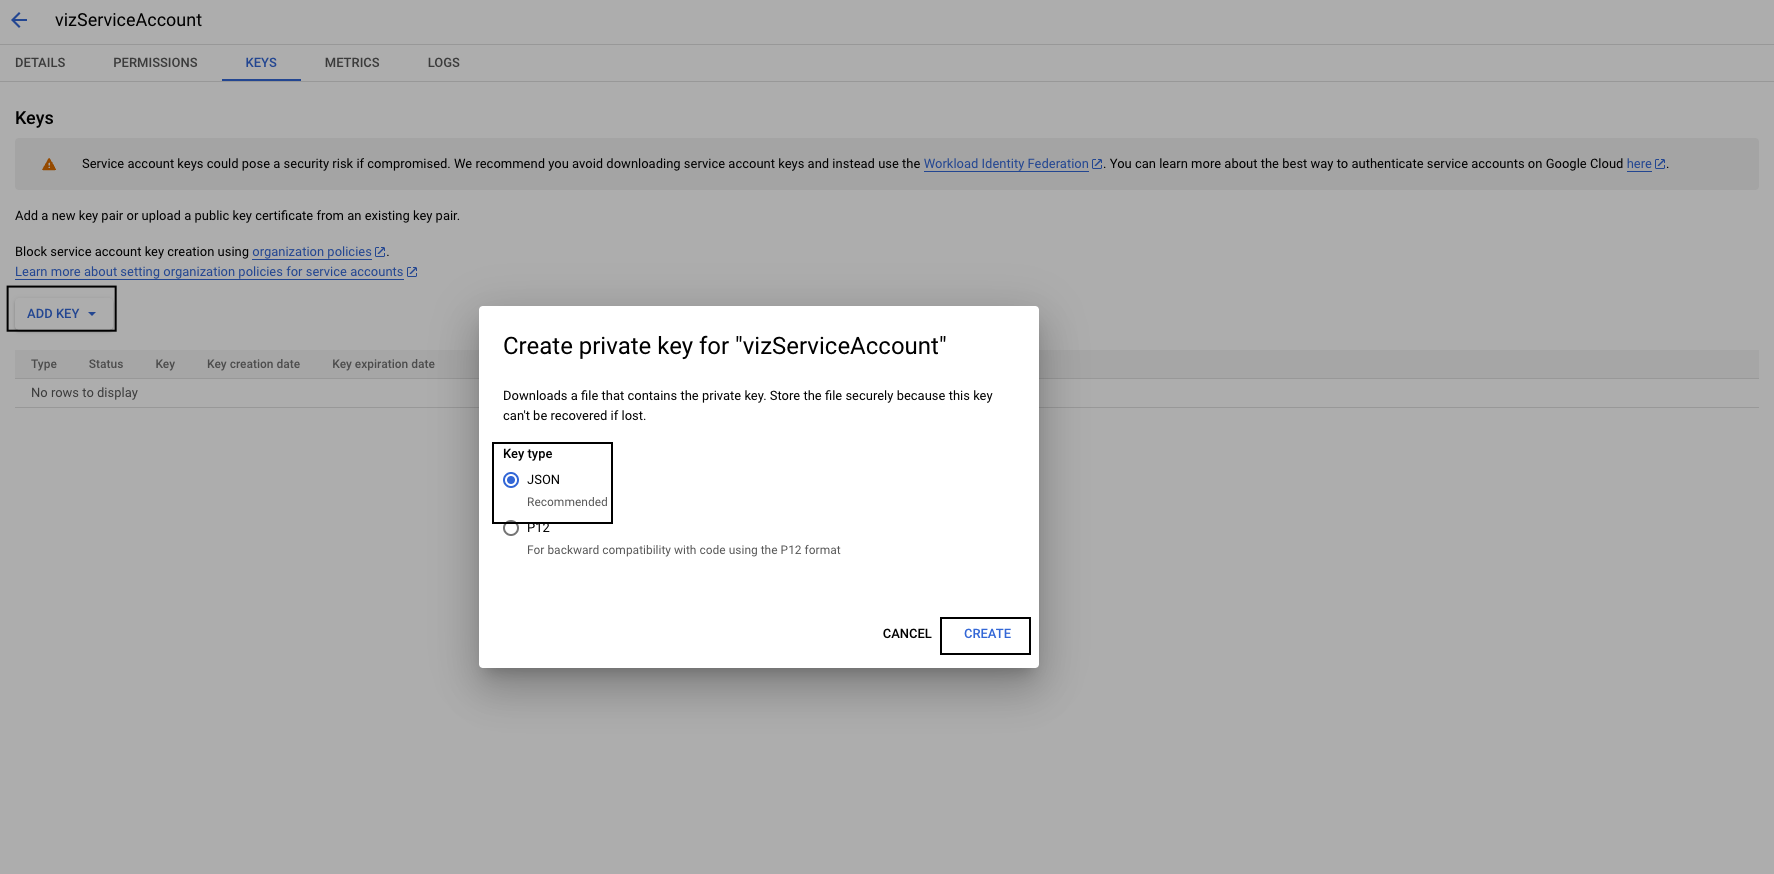 vizServiceAccount
DETAILS PERMISSIONS KEYS METRICS LOGS
Keys
Service account keys could pose a security risk if compromised. We recommend you avoid downloading service account keys and instead use the Workload Identity Federation. You can learn more about the best way to authenticate service accounts on Google Cloud here.
Add a new key pair or upload a public key certificate from an existing key pair.
Block service account key creation using organization policies.
Learn more about setting organization policies for service accounts
ADD KEY
Type Status Key Key creation date Key expiration date
No rows to display
Create private key for "vizServiceAccount"
Downloads a file that contains the private key. Store the file securely because this key
can't be recovered if lost.
Key type
JSON
Recommended
P12
For backward compatibility with code using the P12 format
CANCEL CREATE